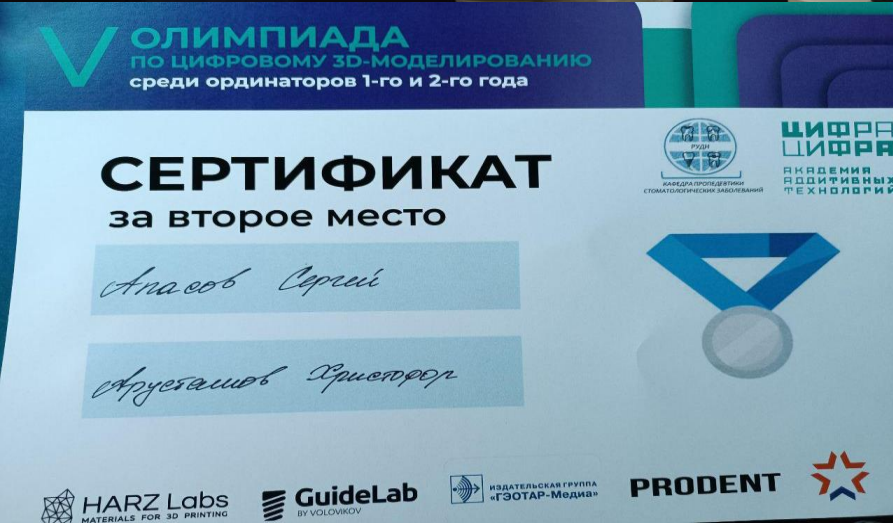 V ОЛИМПИАДА
ПО ЦИФРОВОМУ 3D-МОДЕЛИРОВАНИЮ
среди ординаторов 1-го и 2-го года
РУДН
КАФЕДРА ПРОПЕДЕВТИКИ
СТОМАТОЛОГИЧЕСКИХ ЗАБОЛЕВАНИЙ
ЦИФРА
ЦИФРА
АКАДЕМИЯ
АДДИТИВНЫХ
ТЕХНОЛОГИЙ
СЕРТИФИКАТ
за второе место
Апасов Сергей
Арустамов Христофор
HARZ Labs
MATERIALS FOR 3D PRINTING
GuideLab
BY VOLOVIKOV
ИЗДАТЕЛЬСКАЯ ГРУППА
«ГЭОТАР-Медиа»
PRODENT